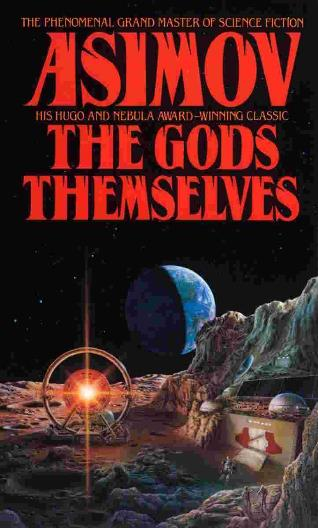 THE PHENOMENAL GRAND MASTER OF SCIENCE FICTION
ASIMOV
HIS HUGO AND NEBULA AWARD–WINNING CLASSIC
THE GODS
THEMSELVES